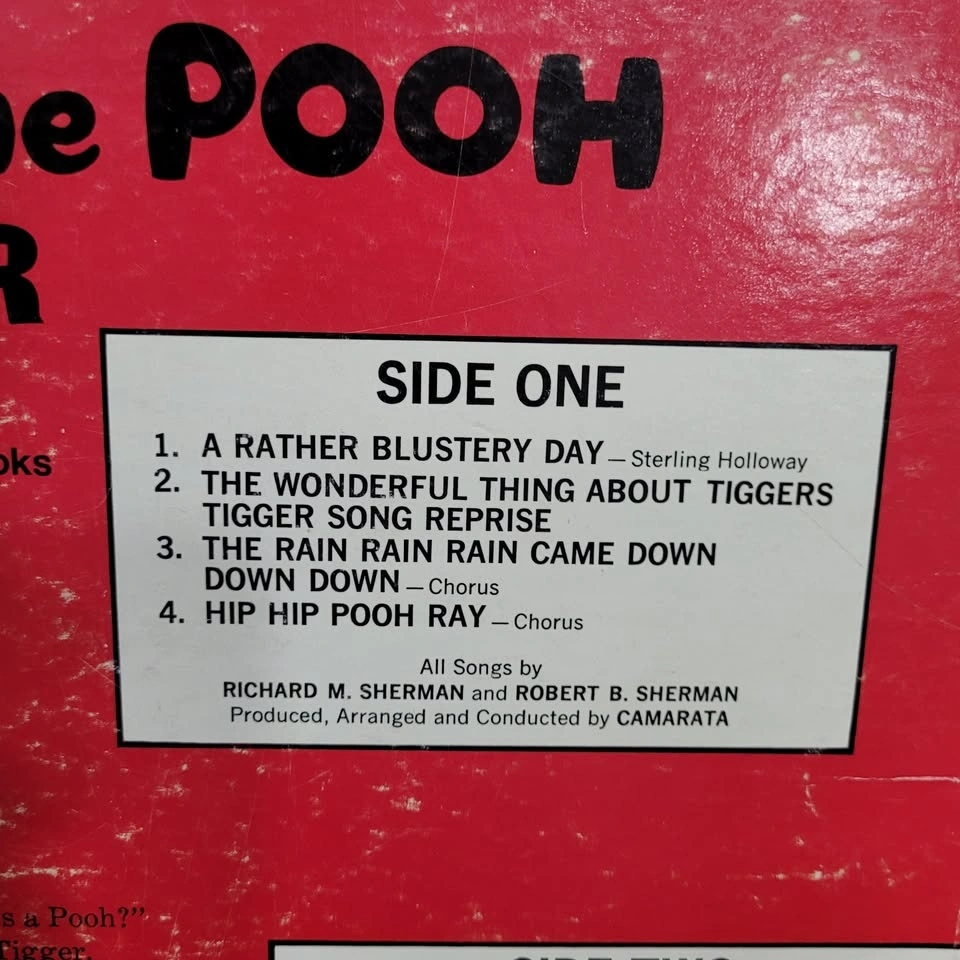 POOH
SIDE ONE
1. A RATHER BLUSTERY DAY – Sterling Holloway
2. THE WONDERFUL THING ABOUT TIGGERS
TIGGER SONG REPRISE
3. THE RAIN RAIN RAIN CAME DOWN
DOWN DOWN – Chorus
4. HIP HIP POOH RAY – Chorus
All Songs by
RICHARD M. SHERMAN and ROBERT B. SHERMAN
Produced, Arranged and Conducted by CAMARATA
s a Pooh?”
Tigger.
SIDE TWO